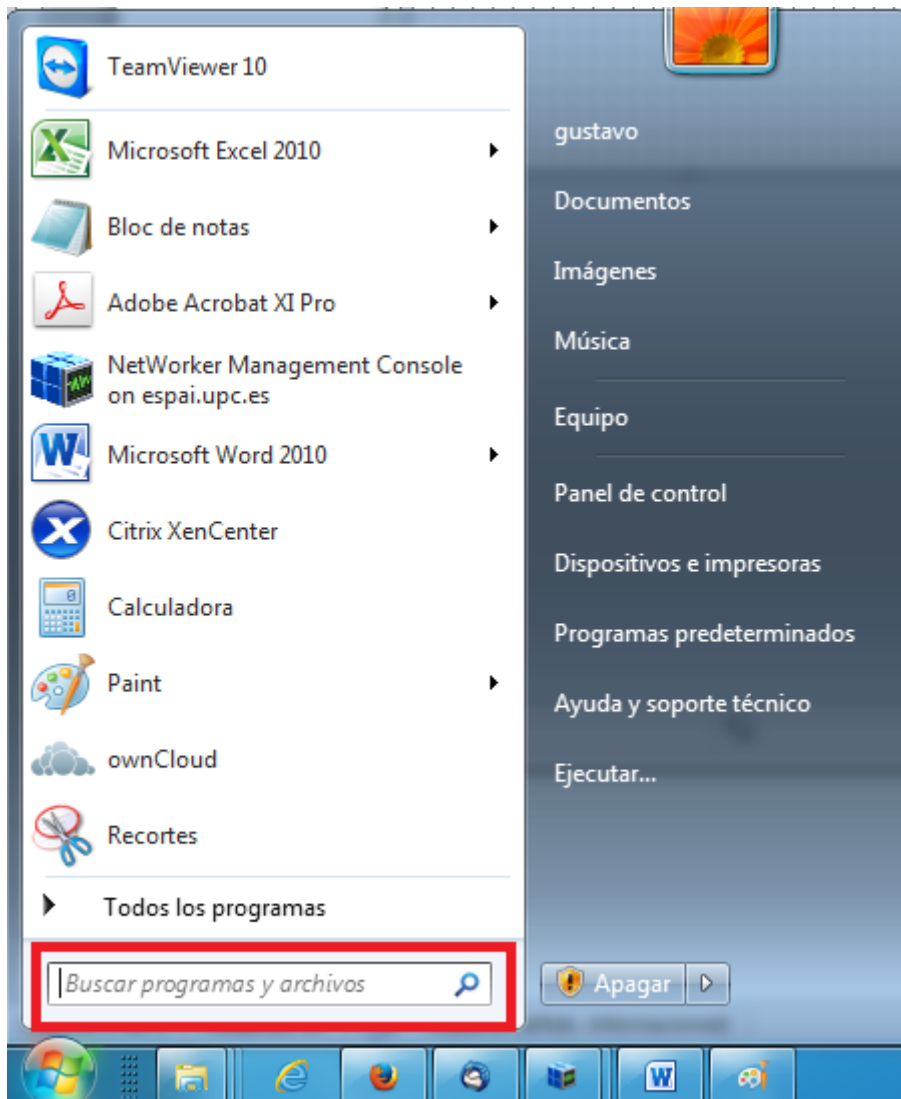 TeamViewer 10
Microsoft Excel 2010
Bloc de notas
Adobe Acrobat XI Pro
NetWorker Management Console
on espai.upc.es
Microsoft Word 2010
Citrix XenCenter
Calculadora
Paint
ownCloud
Recortes
Todos los programas
Buscar programas y archivos
gustavo
Documentos
Imágenes
Música
Equipo
Panel de control
Dispositivos e impresoras
Programas predeterminados
Ayuda y soporte técnico
Ejecutar...
Apagar